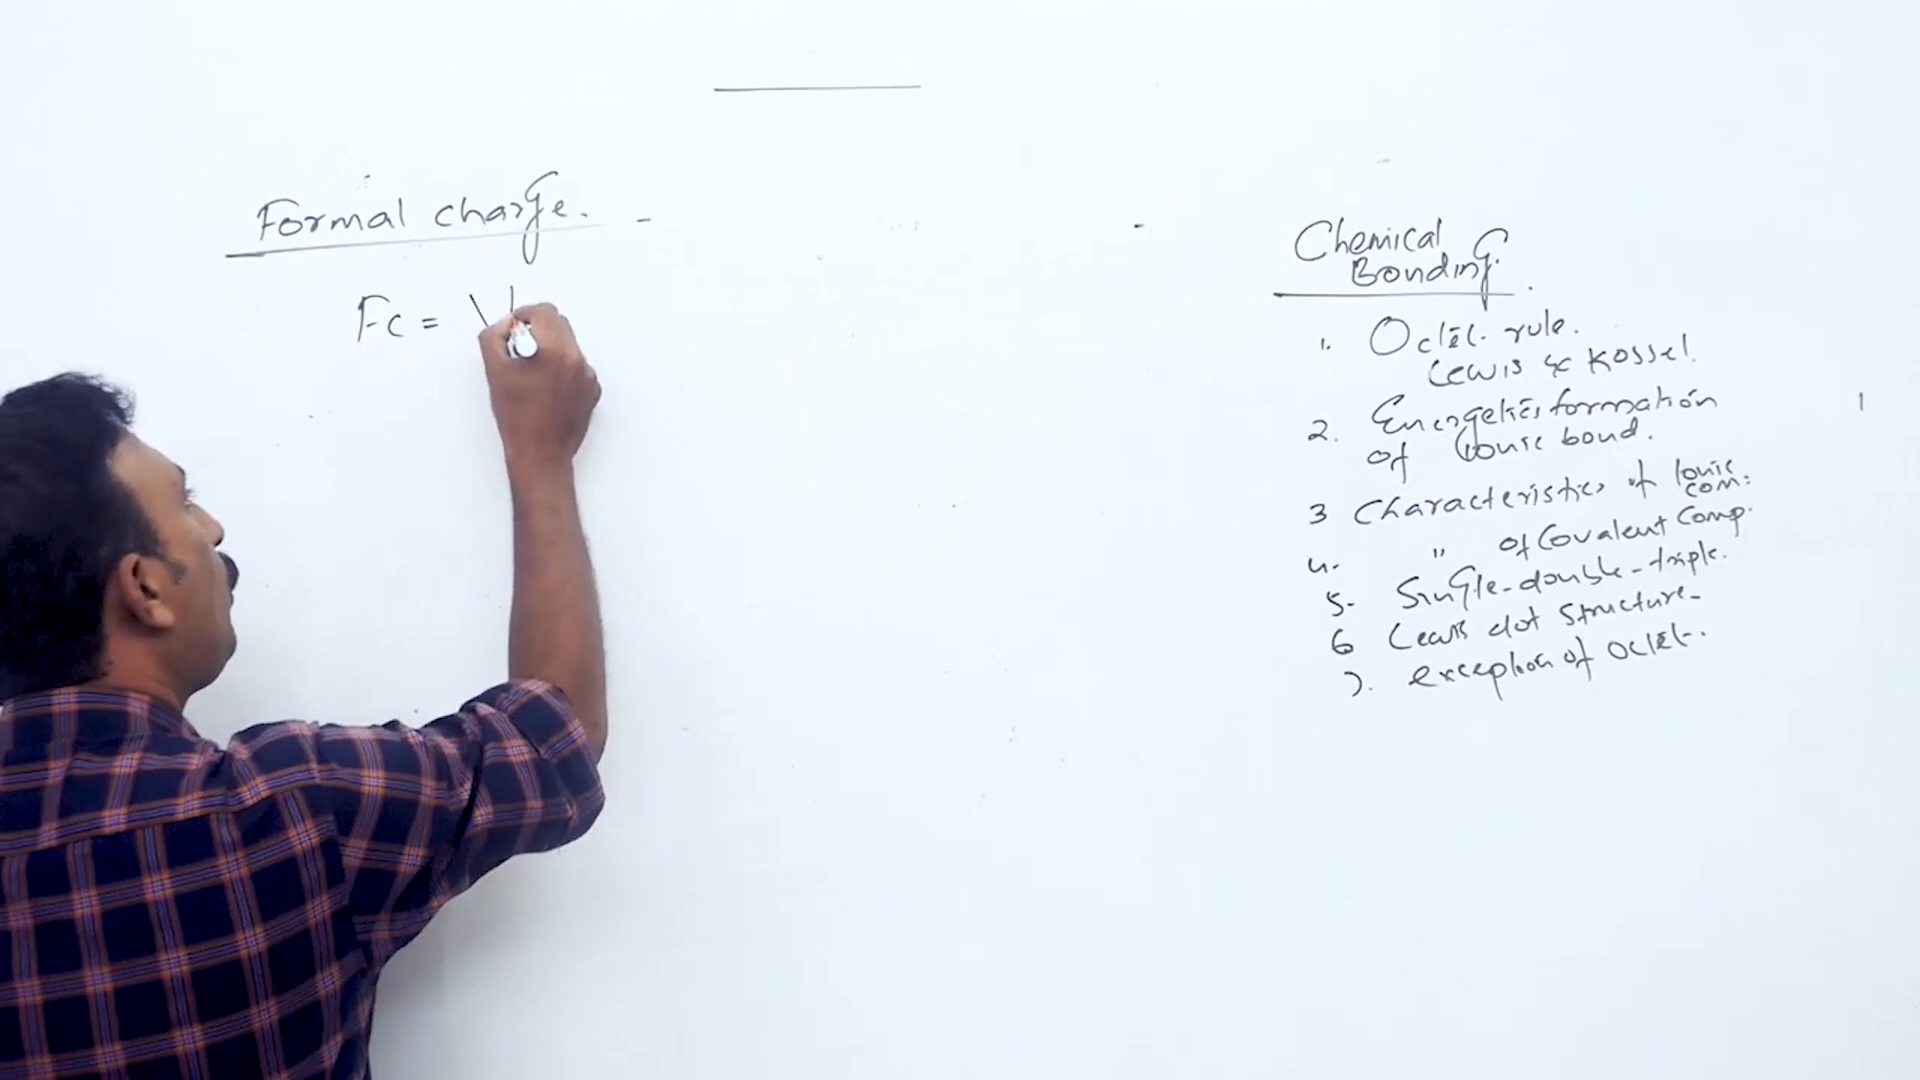 Formal charge. -
Fc = V
Chemical
Bonding.
1. Octet rule.
Lewis & Kossel.
2. Energetics formation
of Ionic bond.
3 Characteristics of Ionic
com:
4. " of Covalent Comp.
5. Single-double-triple.
6 Lewis dot structure-
7. exception of octet.